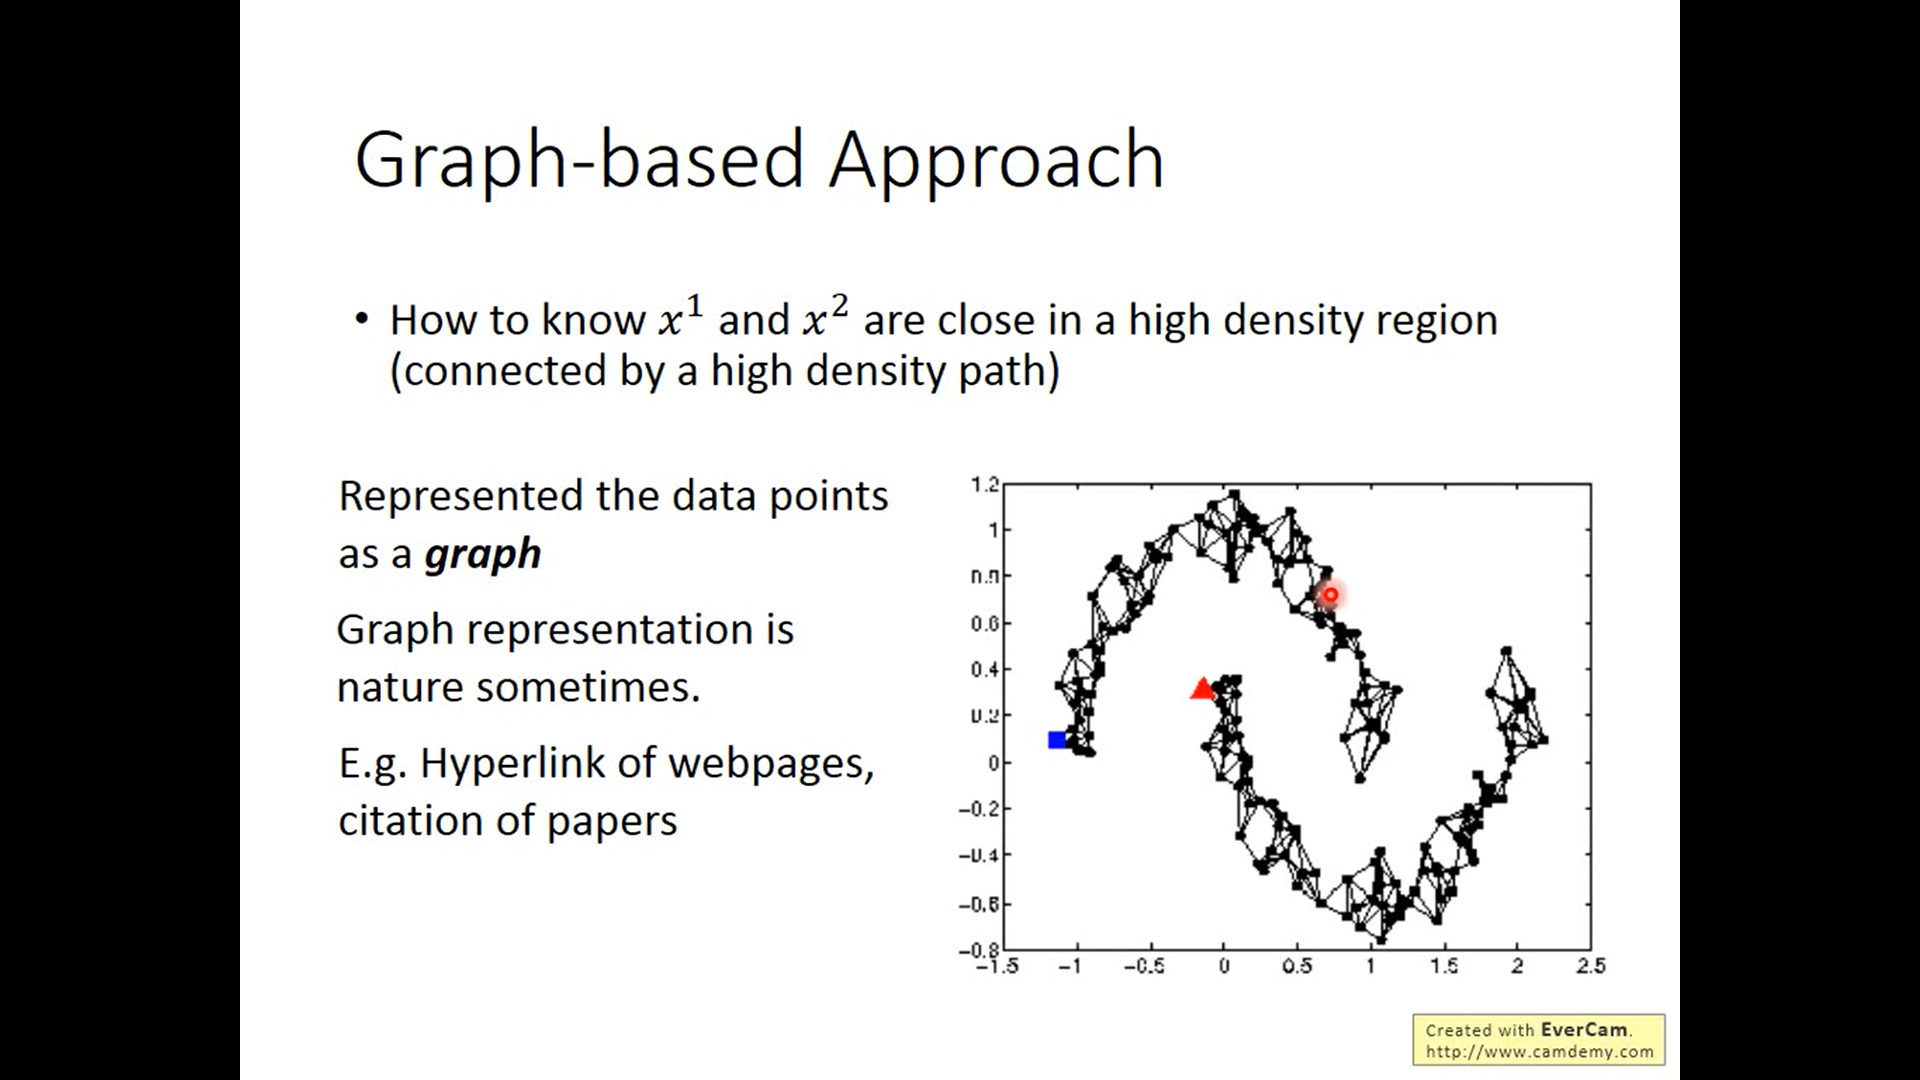 Graph-based Approach
• How to know x¹ and x² are close in a high density region
(connected by a high density path)
Represented the data points
as a graph
Graph representation is
nature sometimes.
E.g. Hyperlink of webpages,
citation of papers
1.2
1
0.8
0.6
0.4
0.2
0
−0.2
−0.4
−0.6
−0.8
−1.5 −1 −0.5 0 0.5 1 1.5 2 2.5
Created with EverCam.
http://www.camdemy.com